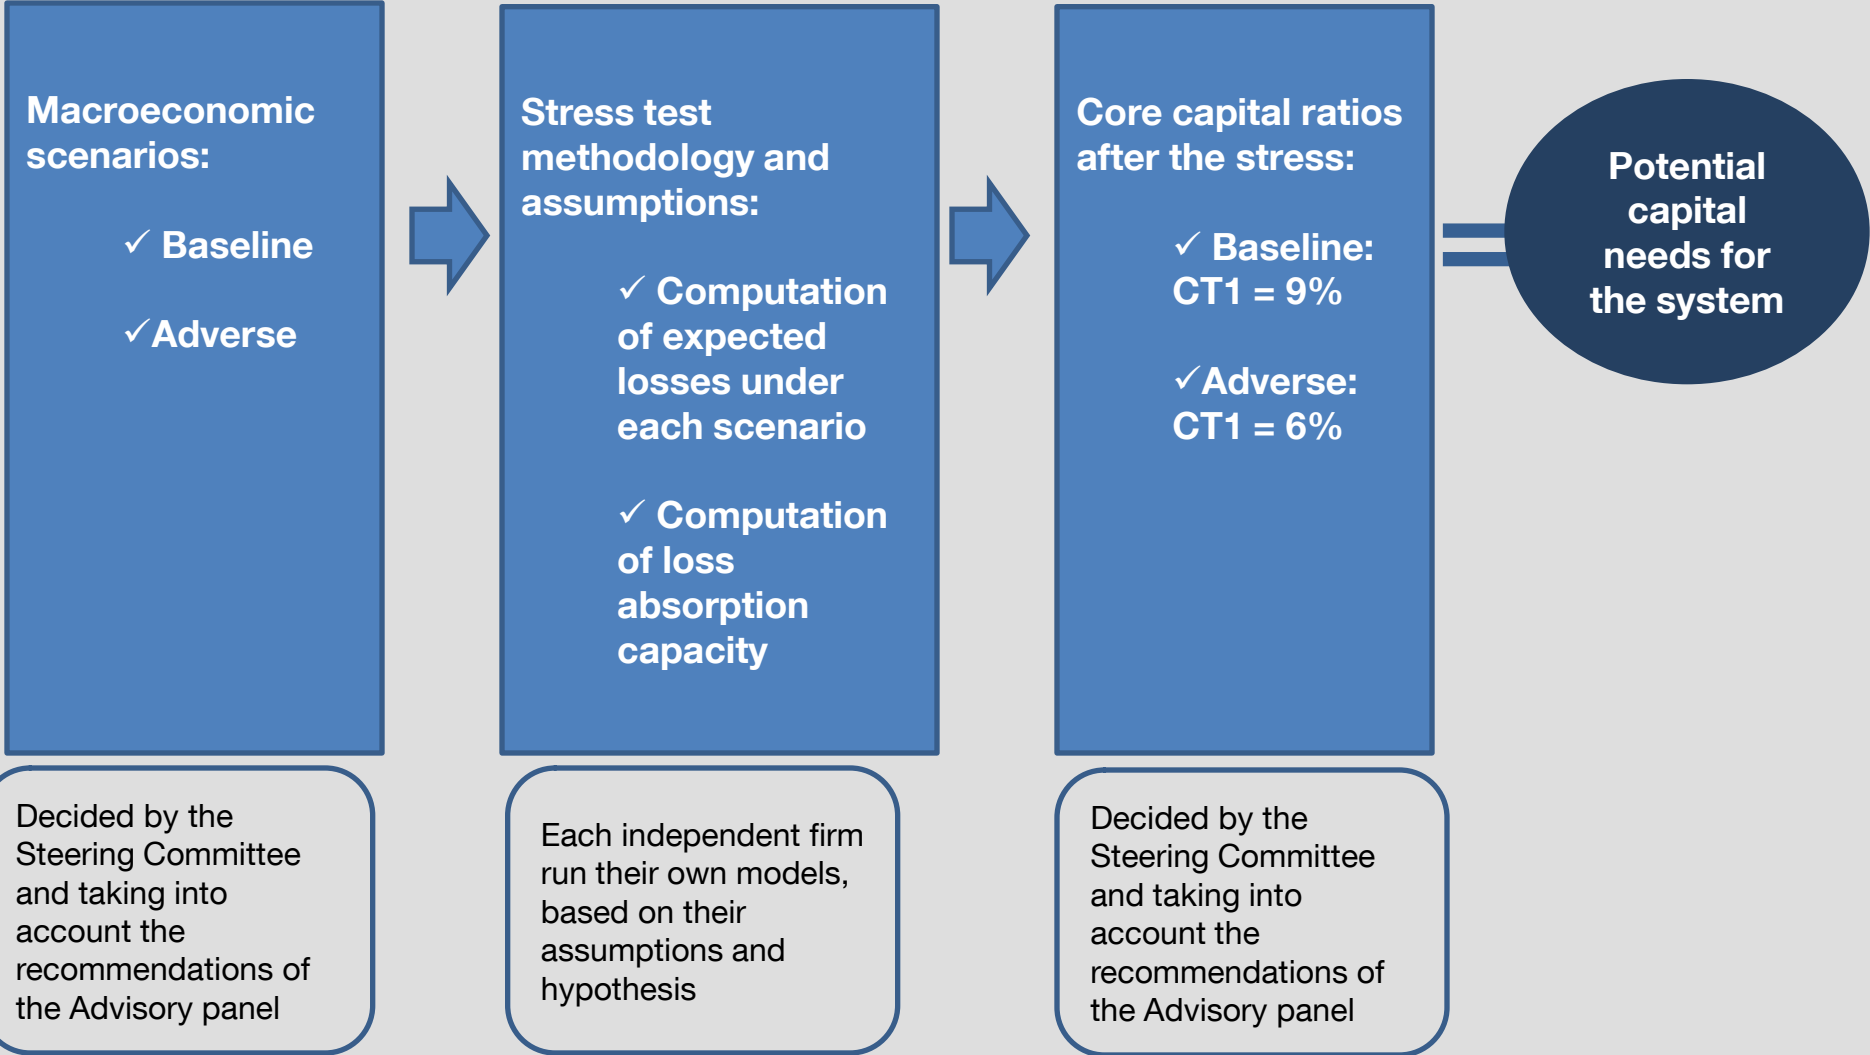 Macroeconomic
scenarios:
✓ Baseline
✓Adverse
Stress test
methodology and
assumptions:
✓ Computation
of expected
losses under
each scenario
✓ Computation
of loss
absorption
capacity
Core capital ratios
after the stress:
✓ Baseline:
CT1 = 9%
✓Adverse:
CT1 = 6%
Potential
capital
needs for
the system
Decided by the
Steering Committee
and taking into
account the
recommendations of
the Advisory panel
Each independent firm
run their own models,
based on their
assumptions and
hypothesis
Decided by the
Steering Committee
and taking into
account the
recommendations of
the Advisory panel